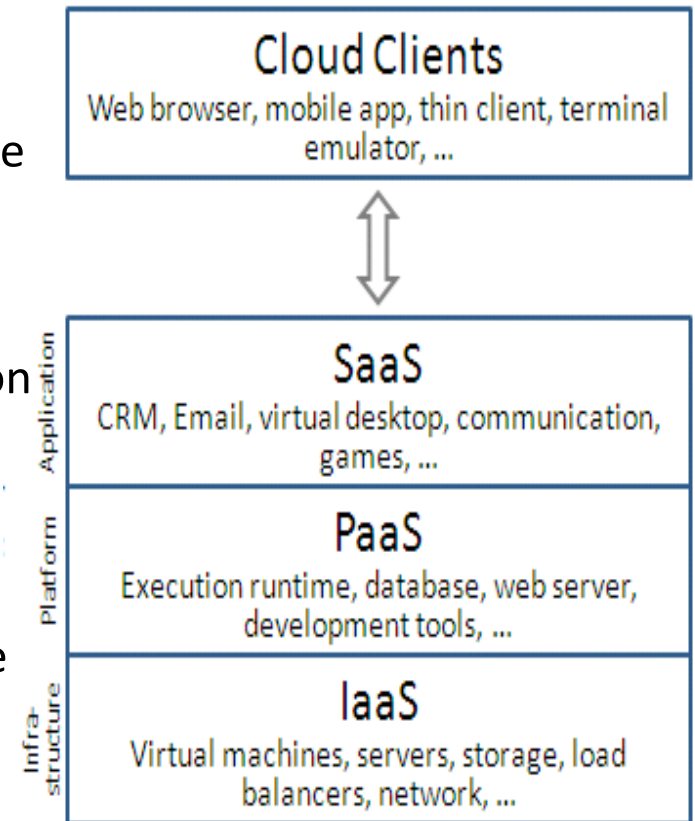 Cloud Clients
Web browser, mobile app, thin client, terminal
emulator, ...
e
on
Application
SaaS
CRM, Email, virtual desktop, communication,
games, ...
Platform
PaaS
Execution runtime, database, web server,
development tools, ...
e
Infra-
structure
IaaS
Virtual machines, servers, storage, load
balancers, network, ...